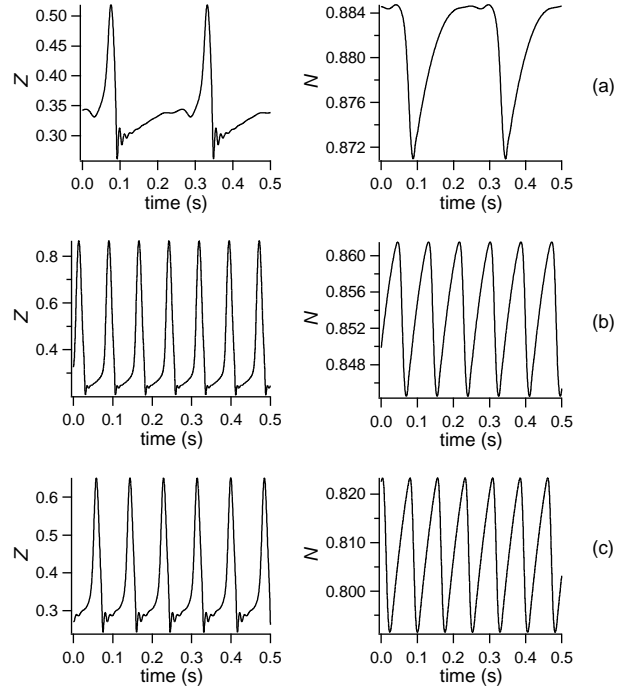 0.50
0.45
0.40
0.35
0.30
Z
0.0 0.1 0.2 0.3 0.4 0.5
time (s)
0.884
0.880
0.876
0.872
N
0.0 0.1 0.2 0.3 0.4 0.5
time (s)
(a)
0.8
0.6
0.4
Z
0.0 0.1 0.2 0.3 0.4 0.5
time (s)
0.860
0.856
0.852
0.848
N
0.0 0.1 0.2 0.3 0.4 0.5
time (s)
(b)
0.6
0.5
0.4
0.3
Z
0.0 0.1 0.2 0.3 0.4 0.5
time (s)
0.820
0.810
0.800
N
0.0 0.1 0.2 0.3 0.4 0.5
time (s)
(c)